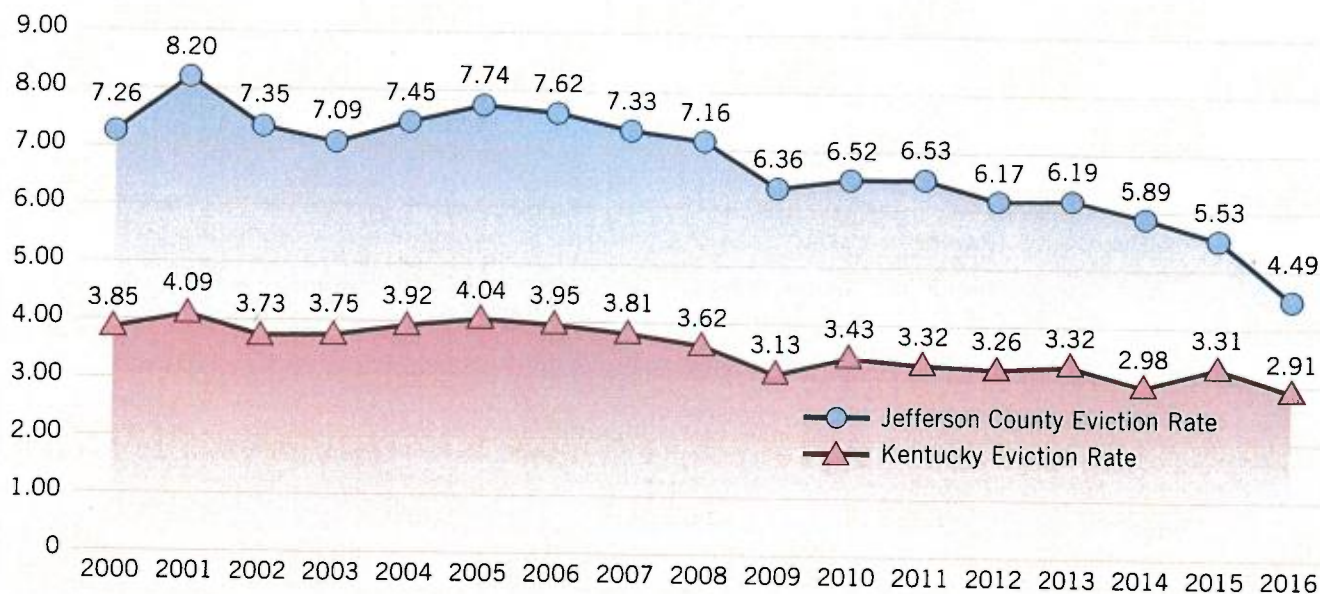 9.00
8.20
8.00
7.26 7.35 7.09 7.45 7.74 7.62 7.33 7.16
7.00
6.36 6.52 6.53 6.17 6.19 5.89 5.53
6.00
5.00
4.49
3.85 4.09 3.73 3.75 3.92 4.04 3.95 3.81 3.62
4.00
3.13 3.43 3.32 3.26 3.32 2.98 3.31 2.91
3.00
Jefferson County Eviction Rate
2.00
Kentucky Eviction Rate
1.00
0
2000 2001 2002 2003 2004 2005 2006 2007 2008 2009 2010 2011 2012 2013 2014 2015 2016